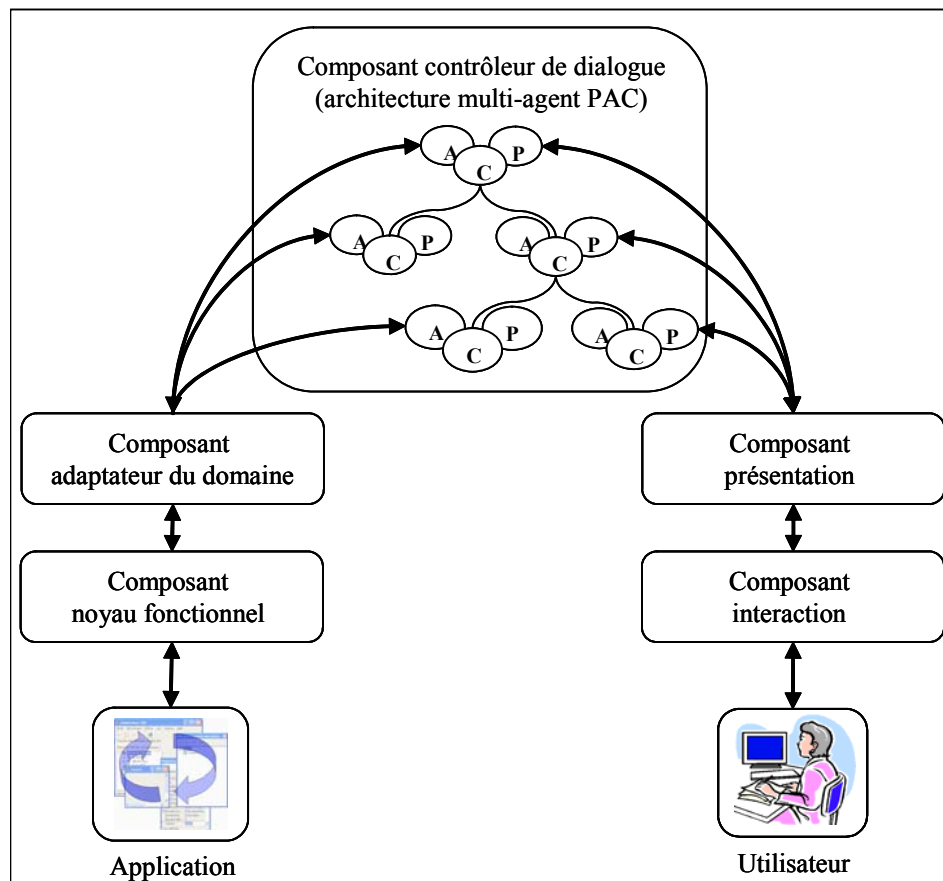 Composant contrôleur de dialogue
(architecture multi-agent PAC)
A
P
C
A
P
C
A
P
C
A
P
C
A
P
C
Composant
adaptateur du domaine
Composant
présentation
Composant
noyau fonctionnel
Composant
interaction
Application
Utilisateur